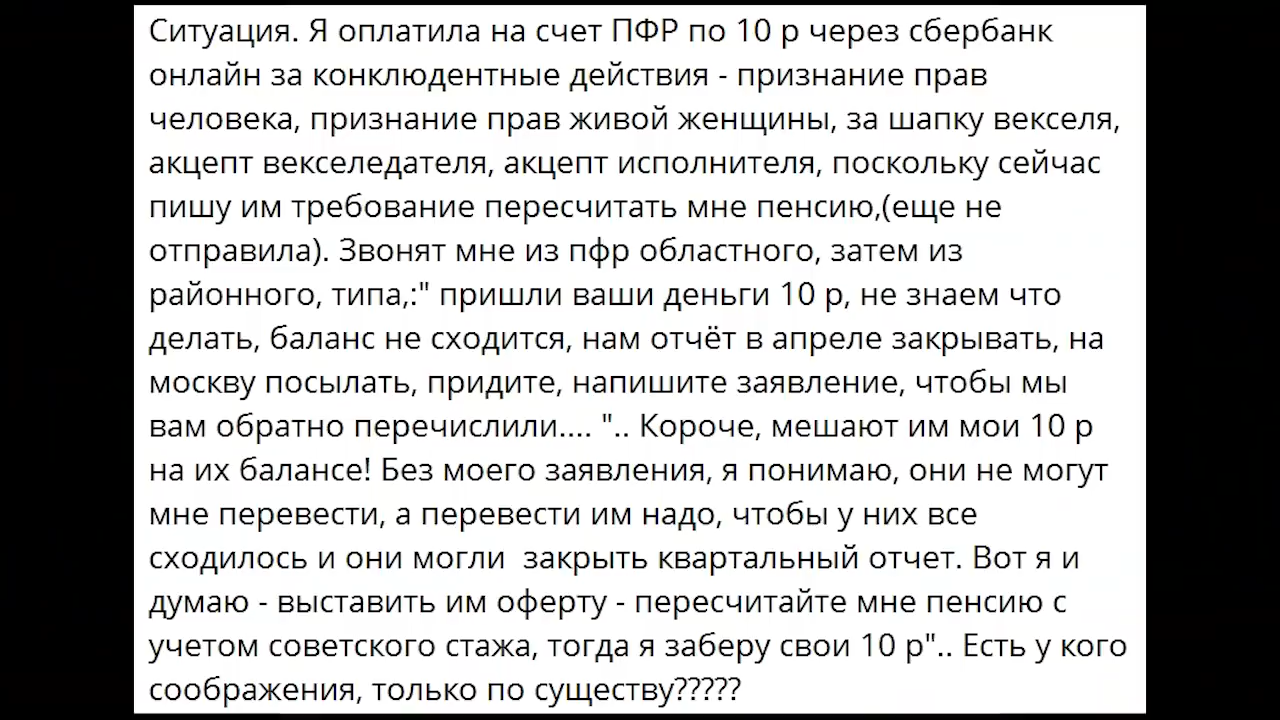 Ситуация. Я оплатила на счет ПФР по 10 р через сбербанк
онлайн за конклюдентные действия - признание прав
человека, признание прав живой женщины, за шапку векселя,
акцепт векселедателя, акцепт исполнителя, поскольку сейчас
пишу им требование пересчитать мне пенсию,(еще не
отправила). Звонят мне из пфр областного, затем из
районного, типа,:" пришли ваши деньги 10 р, не знаем что
делать, баланс не сходится, нам отчёт в апреле закрывать, на
москву посылать, придите, напишите заявление, чтобы мы
вам обратно перечислили.... ".. Короче, мешают им мои 10 р
на их балансе! Без моего заявления, я понимаю, они не могут
мне перевести, а перевести им надо, чтобы у них все
сходилось и они могли  закрыть квартальный отчет. Вот я и
думаю - выставить им оферту - пересчитайте мне пенсию с
учетом советского стажа, тогда я заберу свои 10 р".. Есть у кого
соображения, только по существу?????